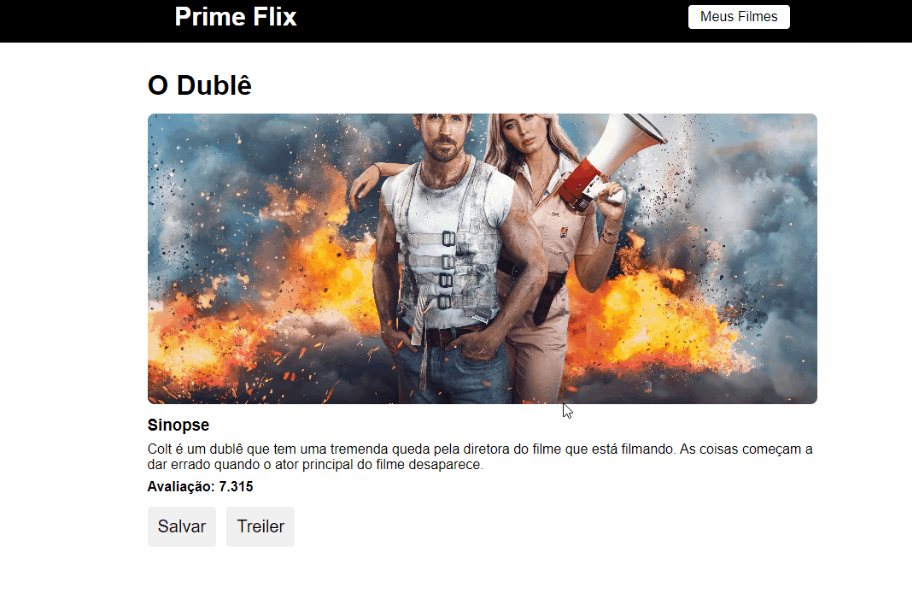 Prime Flix
Meus Filmes
O Dublê
Sinopse
Colt é um dublê que tem uma tremenda queda pela diretora do filme que está filmando. As coisas começam a
dar errado quando o ator principal do filme desaparece.
Avaliação: 7.315
Salvar
Treiler